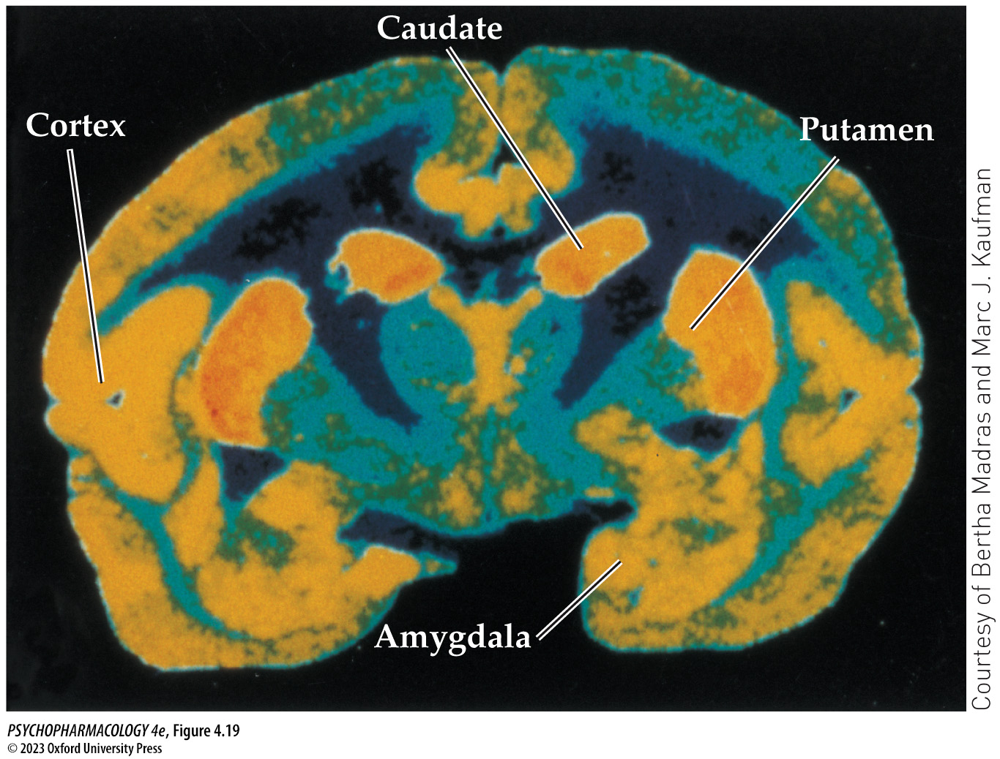 Caudate
Cortex
Putamen
Amygdala
Courtesy of Bertha Madras and Marc J. Kaufman
PSYCHOPHARMACOLOGY 4e, Figure 4.19
© 2023 Oxford University Press